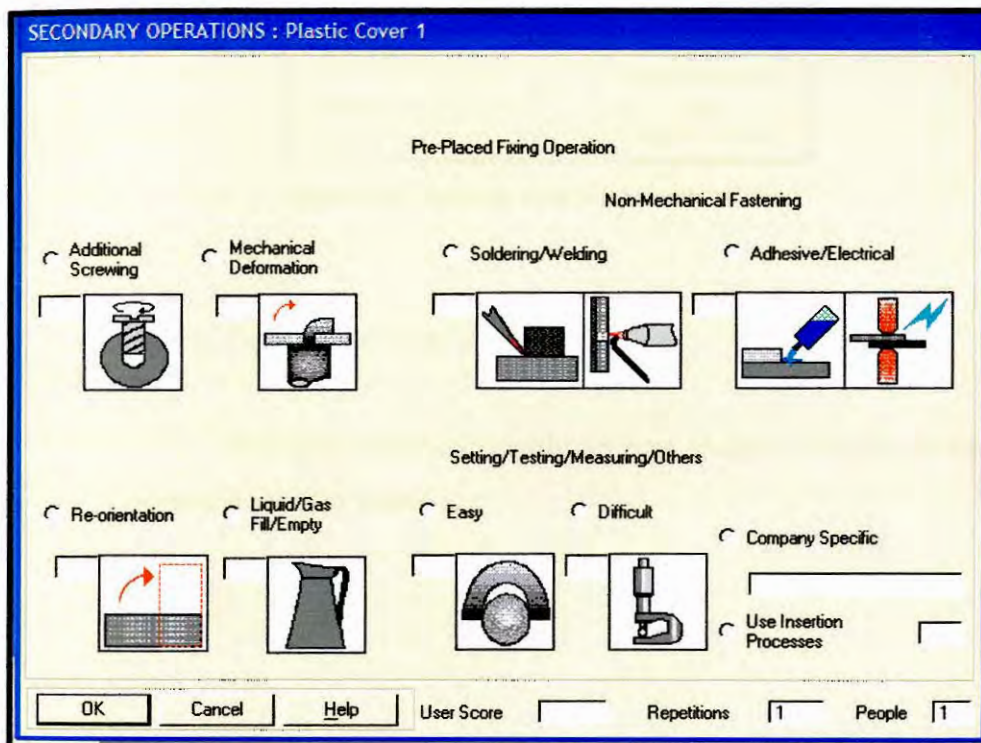 SECONDARY OPERATIONS : Plastic Cover 1
Pre-Placed Fixing Operation
Non-Mechanical Fastening
Additional
Screwing
Mechanical
Deformation
Soldering/Welding
Adhesive/Electrical
Setting/Testing/Measuring/Others
Re-orientation
Liquid/Gas
Fill/Empty
Easy
Difficult
Company Specific
Use Insertion
Processes
OK
Cancel
Help
User Score
Repetitions 1
People 1